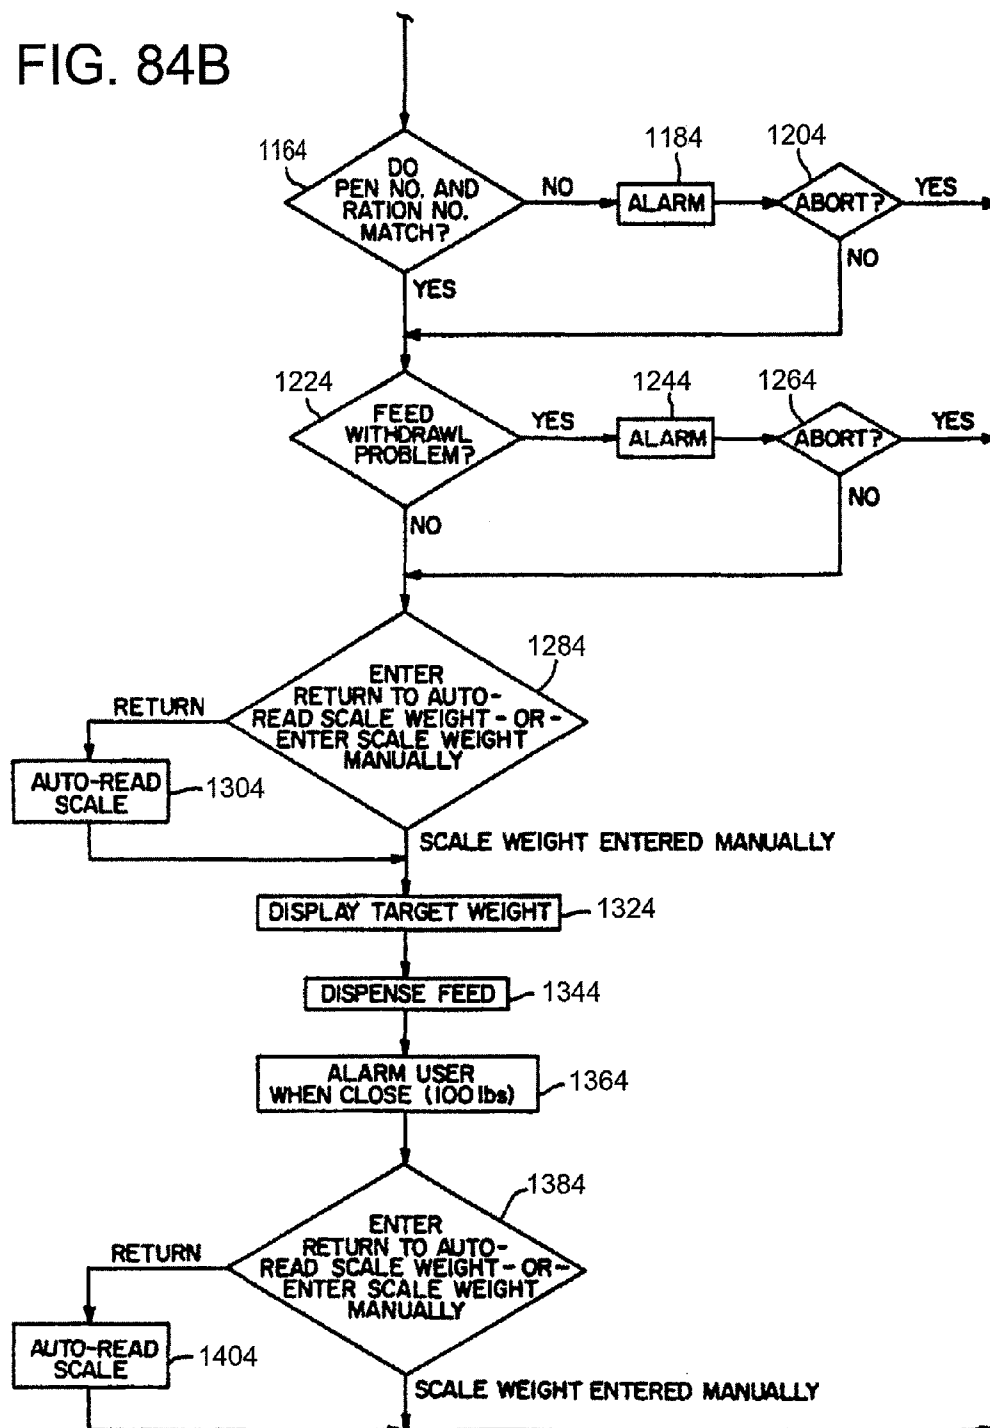 FIG. 84B
1164
DO
PEN NO. AND
RATION NO.
MATCH?
NO
1184
ALARM
1204
ABORT?
YES
NO
YES
1224
FEED
WITHDRAWL
PROBLEM?
YES
1244
ALARM
1264
ABORT?
YES
NO
NO
1284
ENTER
RETURN TO AUTO-
READ SCALE WEIGHT-OR-
ENTER SCALE WEIGHT
MANUALLY
RETURN
AUTO-READ
SCALE
1304
SCALE WEIGHT ENTERED MANUALLY
DISPLAY TARGET WEIGHT
1324
DISPENSE FEED
1344
ALARM USER
WHEN CLOSE (100 lbs)
1364
1384
ENTER
RETURN TO AUTO-
READ SCALE WEIGHT-OR-
ENTER SCALE WEIGHT
MANUALLY
RETURN
AUTO-READ
SCALE
1404
SCALE WEIGHT ENTERED MANUALLY